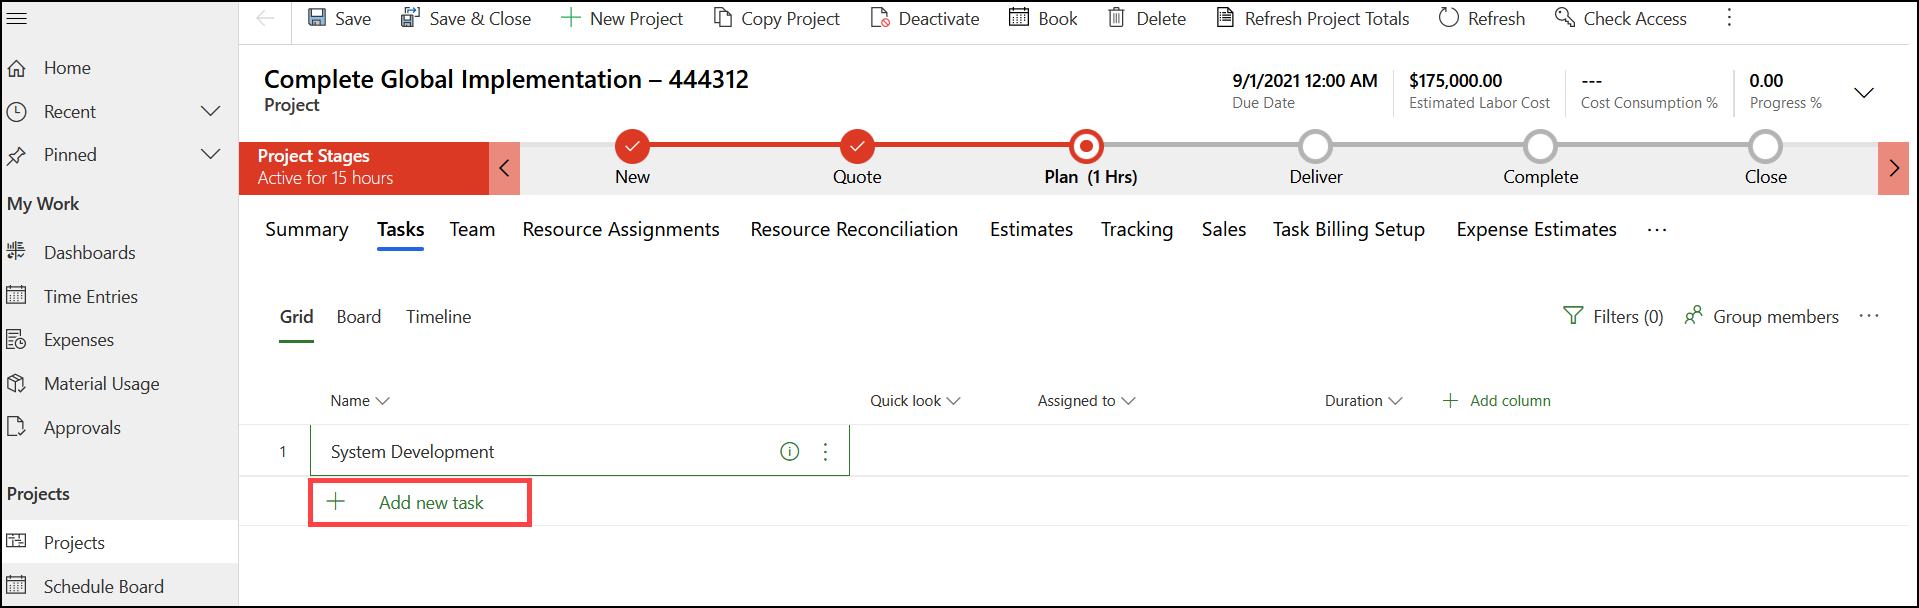 Save
Save & Close
New Project
Copy Project
Deactivate
Book
Delete
Refresh Project Totals
Refresh
Check Access
Home
Recent
Pinned
My Work
Dashboards
Time Entries
Expenses
Material Usage
Approvals
Projects
Projects
Schedule Board
Complete Global Implementation – 444312
Project
9/1/2021 12:00 AM
Due Date
$175,000.00
Estimated Labor Cost
---
Cost Consumption %
0.00
Progress %
Project Stages
Active for 15 hours
New
Quote
Plan (1 Hrs)
Deliver
Complete
Close
Summary
Tasks
Team
Resource Assignments
Resource Reconciliation
Estimates
Tracking
Sales
Task Billing Setup
Expense Estimates
Grid
Board
Timeline
Filters (0)
Group members
Name
Quick look
Assigned to
Duration
Add column
1
System Development
Add new task